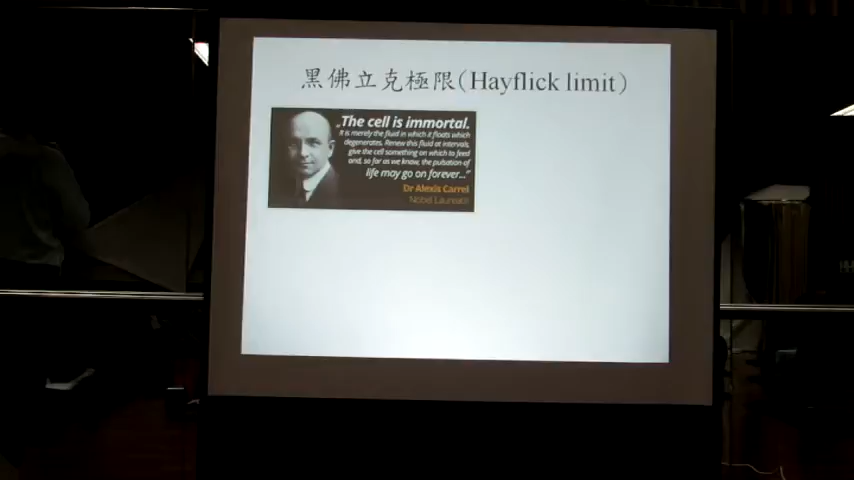 黑佛立克極限(Hayflick limit)
„The cell is immortal.
It is merely the fluid in which it floats which
degenerates. Renew this fluid at intervals,
give the cell something on which to feed
and, so far as we know, the pulsation of
life may go on forever..."
Dr Alexis Carrel
Nobel Laureate